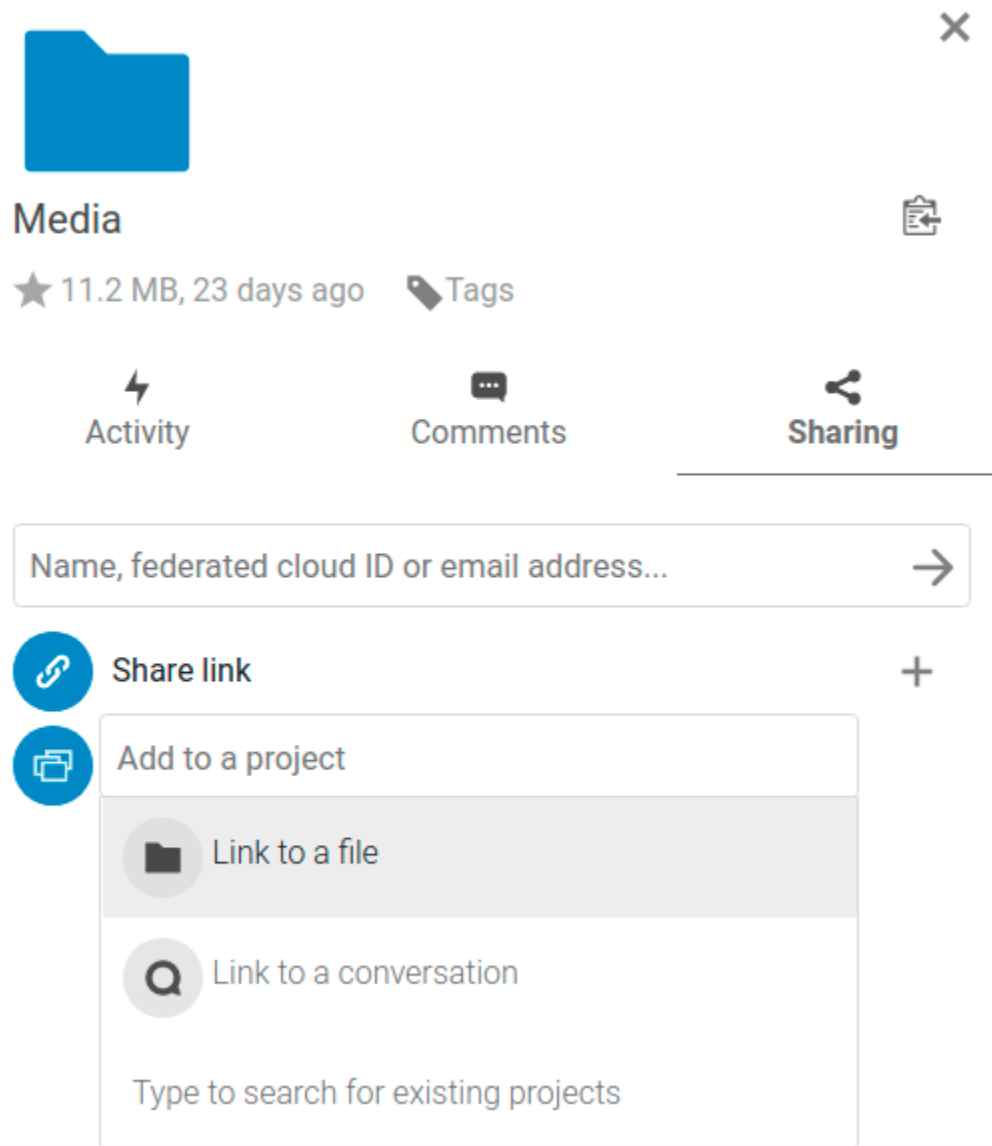 Media
11.2 MB, 23 days ago Tags
Activity Comments Sharing
Name, federated cloud ID or email address...
Share link
Add to a project
Link to a file
Link to a conversation
Type to search for existing projects